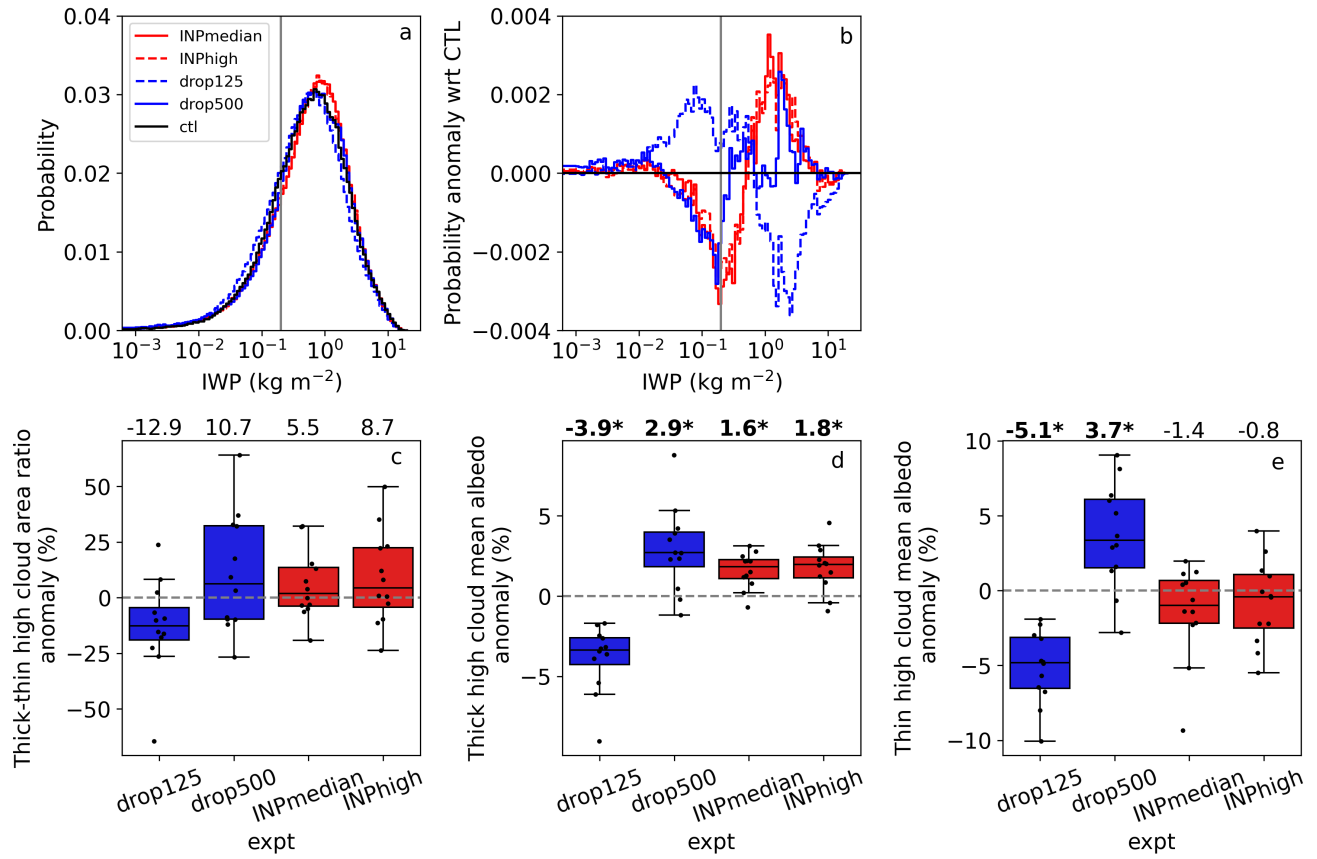 0.04
0.03
0.02
0.01
0.00
Probability
INPmedian
INPhigh
drop125
drop500
ctl
a
10⁻³ 10⁻² 10⁻¹ 10⁰ 10¹
IWP (kg m⁻²)
0.004
0.002
0.000
−0.002
−0.004
Probability anomaly wrt CTL
b
10⁻³ 10⁻² 10⁻¹ 10⁰ 10¹
IWP (kg m⁻²)
-12.9 10.7 5.5 8.7
Thick-thin high cloud area ratio
anomaly (%)
50
25
0
−25
−50
c
drop125 drop500 INPmedian INPhigh
expt
-3.9* 2.9* 1.6* 1.8*
Thick high cloud mean albedo
anomaly (%)
5
0
−5
d
drop125 drop500 INPmedian INPhigh
expt
-5.1* 3.7* -1.4 -0.8
Thin high cloud mean albedo
anomaly (%)
10
5
0
−5
−10
e
drop125 drop500 INPmedian INPhigh
expt